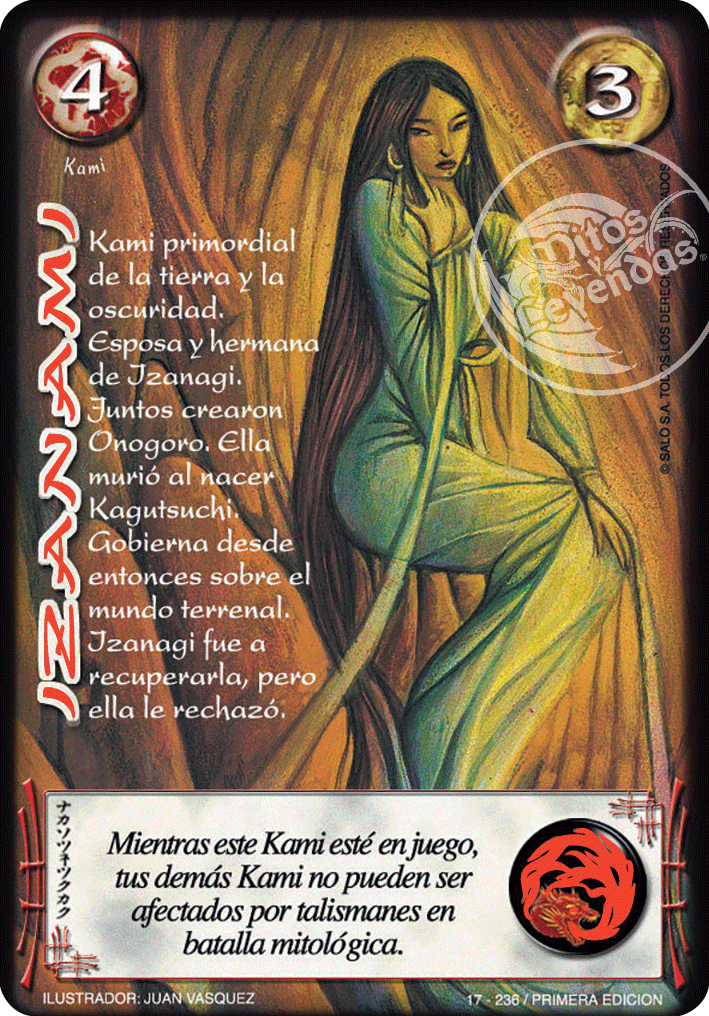 4
3
Kami
IZANAMI
Kami primordial
de la tierra y la
oscuridad.
Esposa y hermana
de Izanagi.
Juntos crearon
Onogoro. Ella
murió al nacer
Kagutsuchi.
Gobierna desde
entonces sobre el
mundo terrenal.
Izanagi fue a
recuperarla, pero
ella le rechazó.
Mitos
y
Leyendas®
© SALO S.A. TODOS LOS DERECHOS RESERVADOS
ナカソツネツクカク
Mientras este Kami esté en juego,
tus demás Kami no pueden ser
afectados por talismanes en
batalla mitológica.
ILUSTRADOR: JUAN VASQUEZ
17 - 236 / PRIMERA EDICION